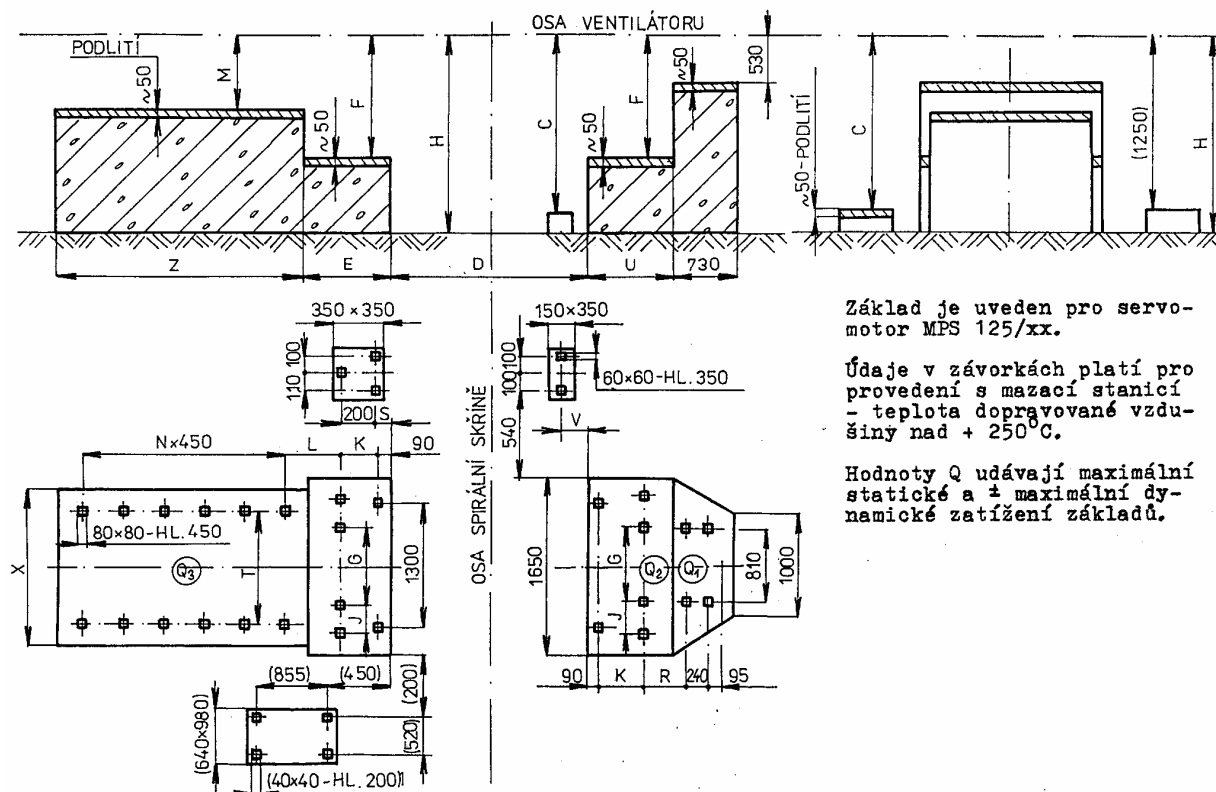 OSA VENTILÁTORU
PODLITÍ
~50
M
F
~50
H
C
~50
F
~50
530
~50-PODLITÍ
C
(1250)
H
Z
E
D
U
730
350 × 350
150×350
100
110
200
S
100
100
60×60-HL.350
540
V
N×450
L
K
90
80×80-HL.450
X
Q3
T
G
J
1300
OSA SPIRÁLNÍ SKŘÍNĚ
1650
G
J
Q2
Q1
810
1000
90
K
R
240
95
(855)
(450)
(200)
(520)
(640×980)
(40×40-HL.200)
Základ je uveden pro servo-
motor MPS 125/xx.
Údaje v závorkách platí pro
provedení s mazací stanicí
- teplota dopravované vzdu-
šiny nad + 250°C.
Hodnoty Q udávají maximální
statické a ± maximální dy-
namické zatížení základů.